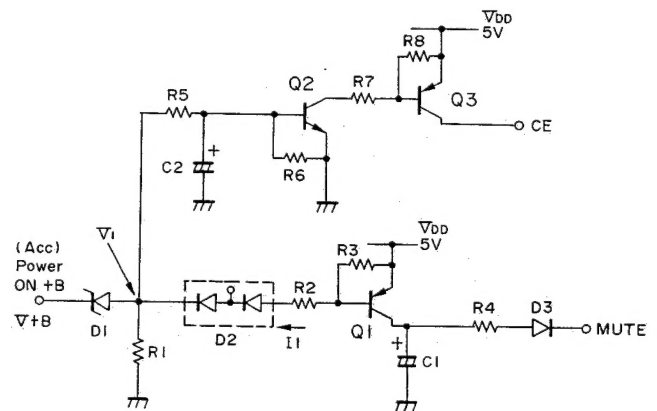 VDD
5V
R8
Q2
R7
R5
Q3
CE
C2
+
R6
VDD
5V
V1
(Acc)
Power
ON +B
R3
R2
R4
D3
V+B
D1
D2
I1
Q1
MUTE
R1
+
C1